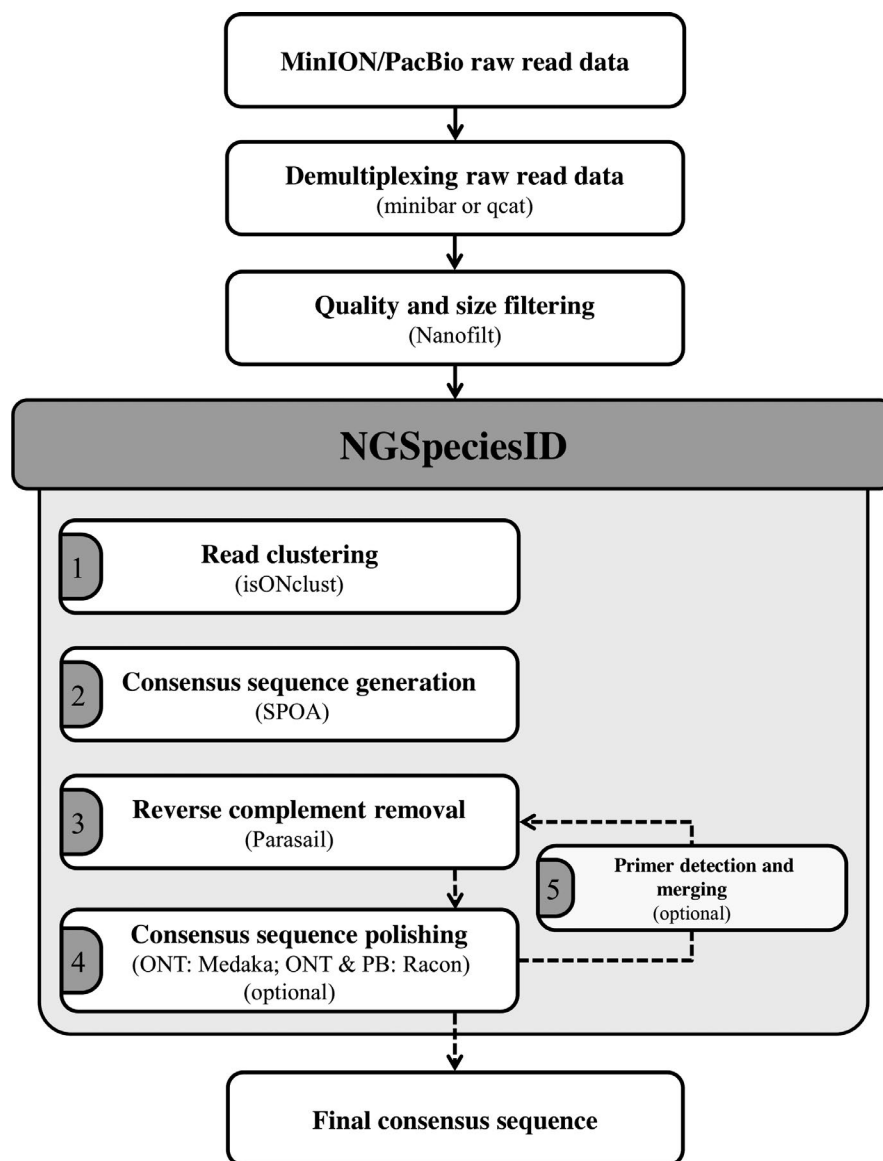 MinION/PacBio raw read data
Demultiplexing raw read data
(minibar or qcat)
Quality and size filtering
(Nanofilt)
NGSpeciesID
1
Read clustering
(isONclust)
2
Consensus sequence generation
(SPOA)
3
Reverse complement removal
(Parasail)
4
Consensus sequence polishing
(ONT: Medaka; ONT & PB: Racon)
(optional)
5
Primer detection and
merging
(optional)
Final consensus sequence